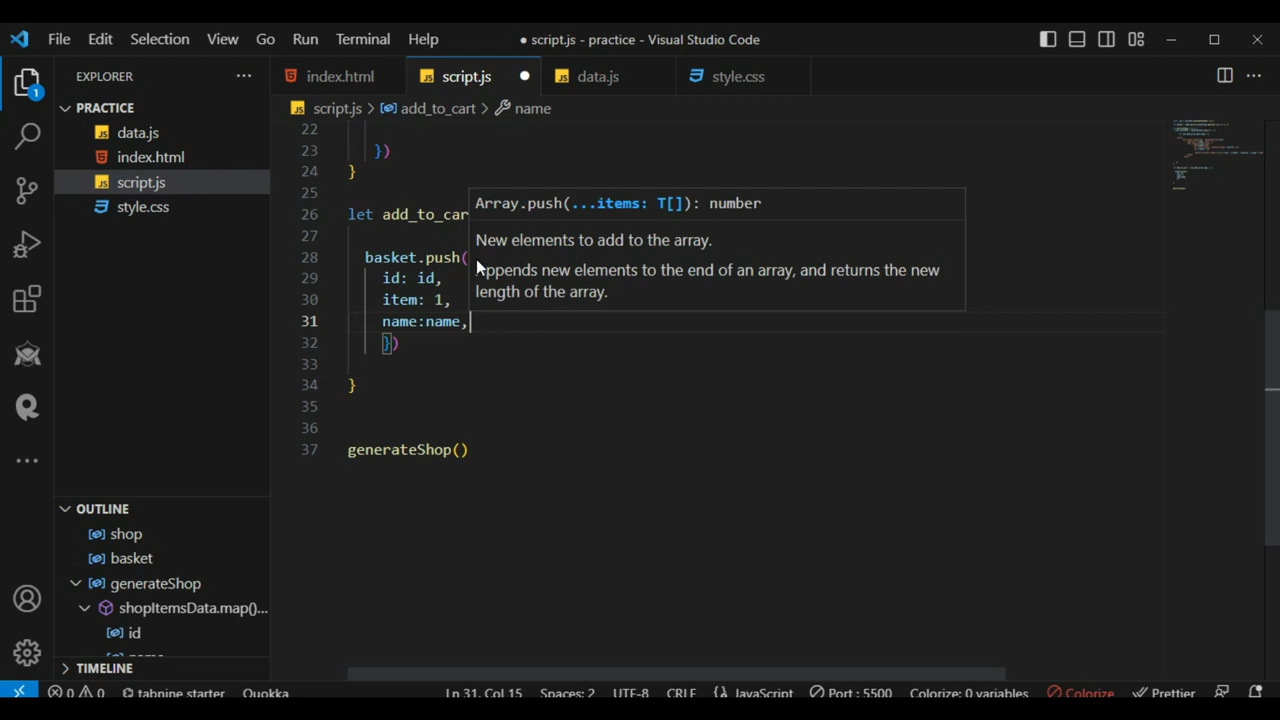 File Edit Selection View Go Run Terminal Help
● script.js - practice - Visual Studio Code
EXPLORER
index.html script.js data.js style.css
PRACTICE
data.js
index.html
script.js
style.css
script.js > add_to_cart > name
22
23 })
24 }
25
26 let add_to_car
27
28 basket.push(
29 id: id,
30 item: 1,
31 name:name,
32 })
33
34 }
35
36
37 generateShop()
Array.push(...items: T[]): number
New elements to add to the array.
Appends new elements to the end of an array, and returns the new
length of the array.
1
OUTLINE
shop
basket
generateShop
shopItemsData.map()...
id
name
TIMELINE
0 0 tabnine starter Quokka Ln 31, Col 15 Spaces: 2 UTF-8 CRLF {} JavaScript Port : 5500 Colorize: 0 variables Colorize Prettier